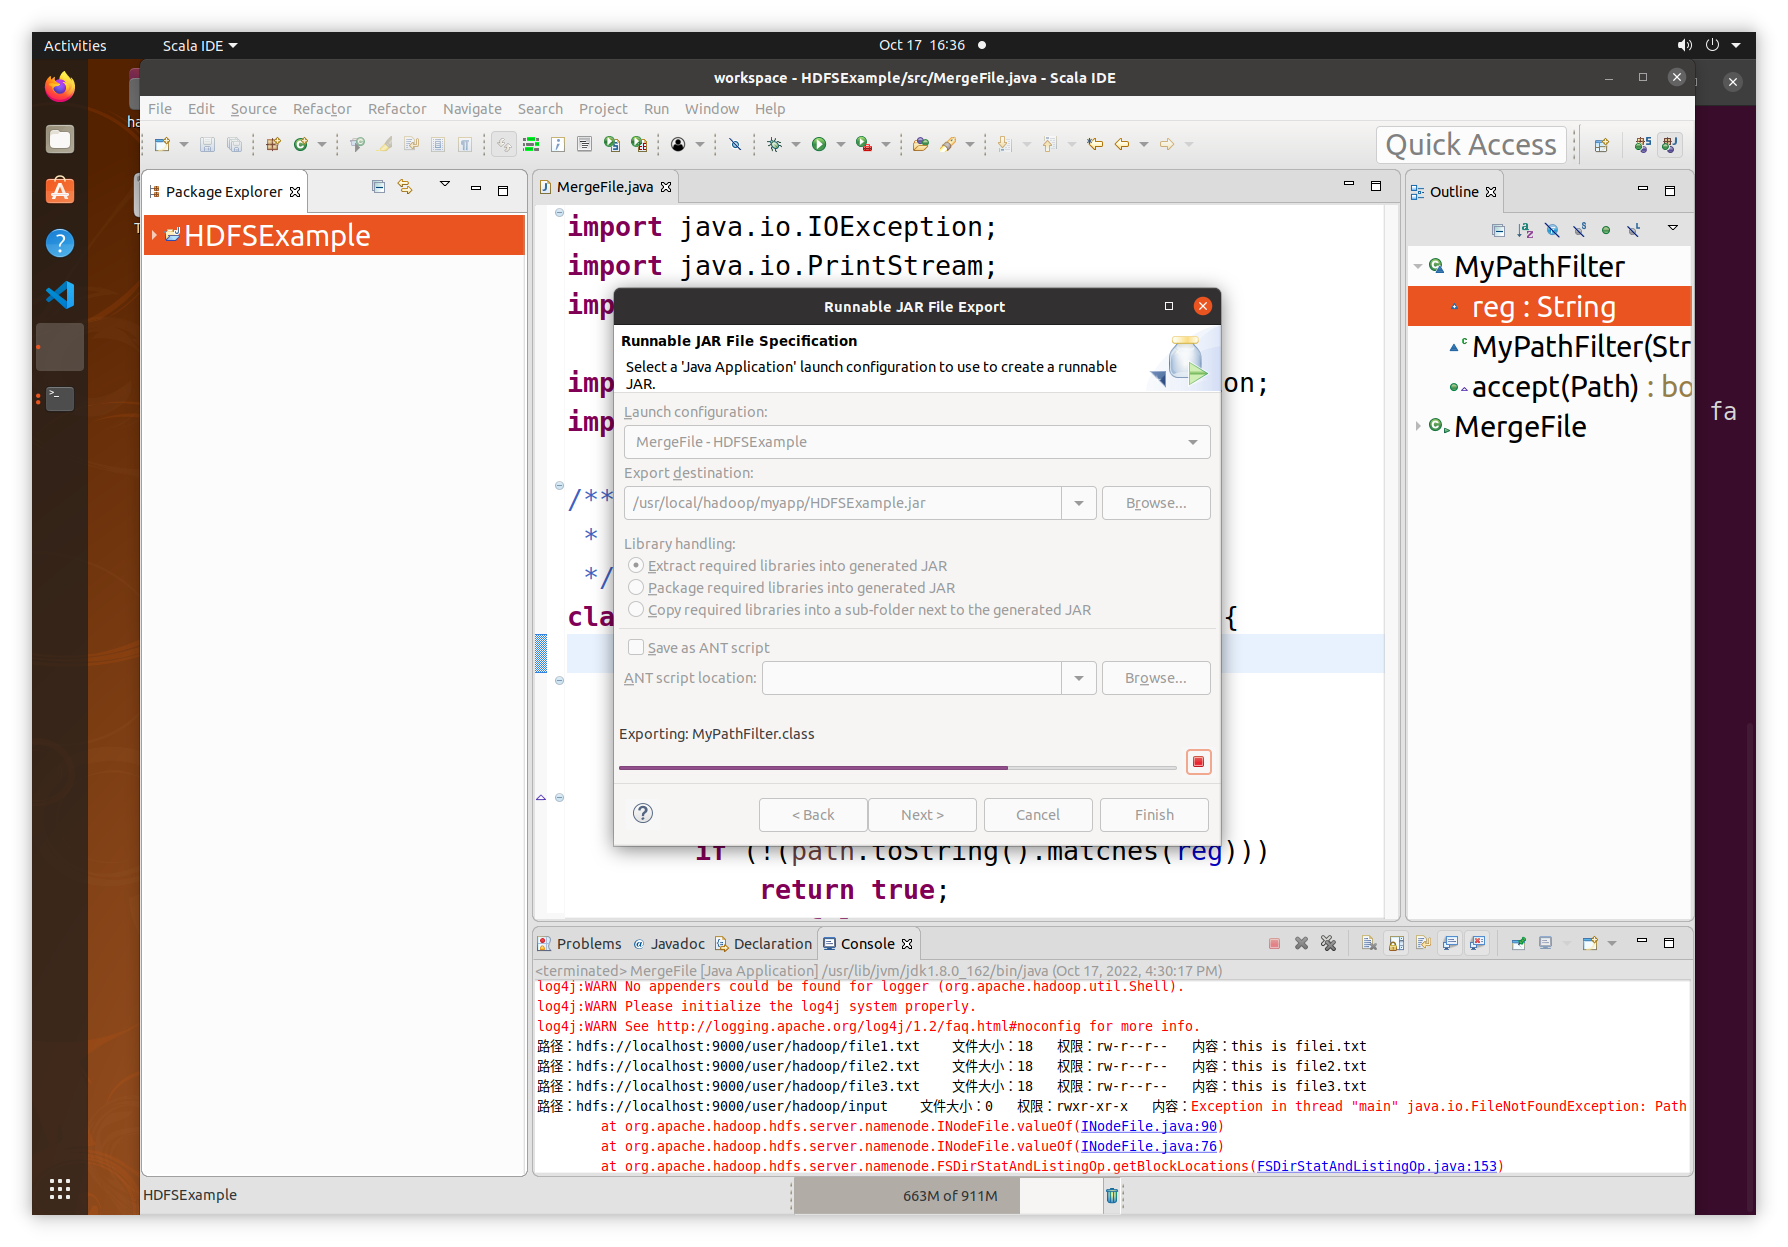 Activities
Scala IDE
Oct 17 16:36
workspace - HDFSExample/src/MergeFile.java - Scala IDE
File Edit Source Refactor Refactor Navigate Search Project Run Window Help
Quick Access
Package Explorer
HDFSExample
MergeFile.java
import java.io.IOException;
import java.io.PrintStream;
imp
imp on;
imp
/**
*
*/
cla {
if (!(path.toString().matches(reg)))
return true;
Outline
MyPathFilter
reg : String
MyPathFilter(Str
accept(Path) : bo
MergeFile
fa
Runnable JAR File Export
Runnable JAR File Specification
Select a 'Java Application' launch configuration to use to create a runnable
JAR.
Launch configuration:
MergeFile - HDFSExample
Export destination:
/usr/local/hadoop/myapp/HDFSExample.jar
Browse...
Library handling:
Extract required libraries into generated JAR
Package required libraries into generated JAR
Copy required libraries into a sub-folder next to the generated JAR
Save as ANT script
ANT script location:
Browse...
Exporting: MyPathFilter.class
< Back Next > Cancel Finish
Problems Javadoc Declaration Console
<terminated> MergeFile [Java Application] /usr/lib/jvm/jdk1.8.0_162/bin/java (Oct 17, 2022, 4:30:17 PM)
log4j:WARN No appenders could be found for logger (org.apache.hadoop.util.Shell).
log4j:WARN Please initialize the log4j system properly.
log4j:WARN See http://logging.apache.org/log4j/1.2/faq.html#noconfig for more info.
路径：hdfs://localhost:9000/user/hadoop/file1.txt 文件大小：18 权限：rw-r--r-- 内容：this is filei.txt
路径：hdfs://localhost:9000/user/hadoop/file2.txt 文件大小：18 权限：rw-r--r-- 内容：this is file2.txt
路径：hdfs://localhost:9000/user/hadoop/file3.txt 文件大小：18 权限：rw-r--r-- 内容：this is file3.txt
路径：hdfs://localhost:9000/user/hadoop/input 文件大小：0 权限：rwxr-xr-x 内容：Exception in thread "main" java.io.FileNotFoundException: Path
at org.apache.hadoop.hdfs.server.namenode.INodeFile.valueOf(INodeFile.java:90)
at org.apache.hadoop.hdfs.server.namenode.INodeFile.valueOf(INodeFile.java:76)
at org.apache.hadoop.hdfs.server.namenode.FSDirStatAndListingOp.getBlockLocations(FSDirStatAndListingOp.java:153)
HDFSExample
663M of 911M